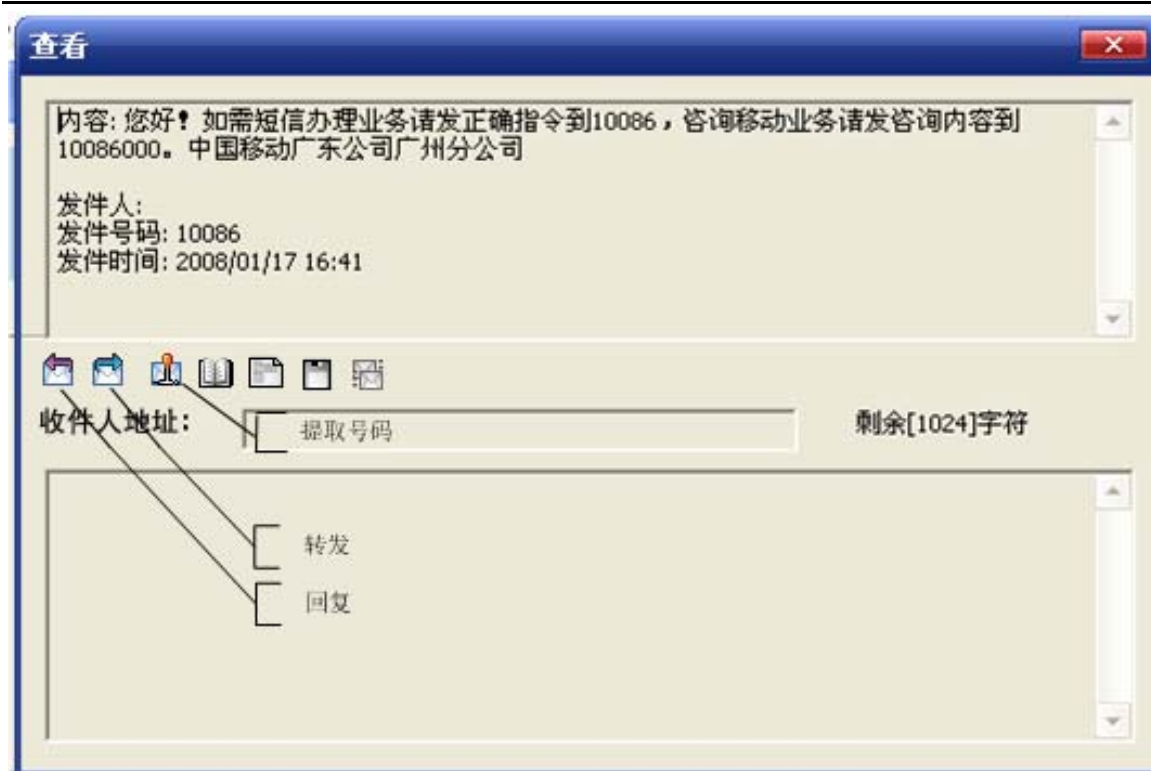 查看
内容: 您好！如需短信办理业务请发正确指令到10086，咨询移动业务请发咨询内容到
10086000。中国移动广东公司广州分公司
发件人:
发件号码: 10086
发件时间: 2008/01/17 16:41
收件人地址:
提取号码
剩余[1024]字符
转发
回复